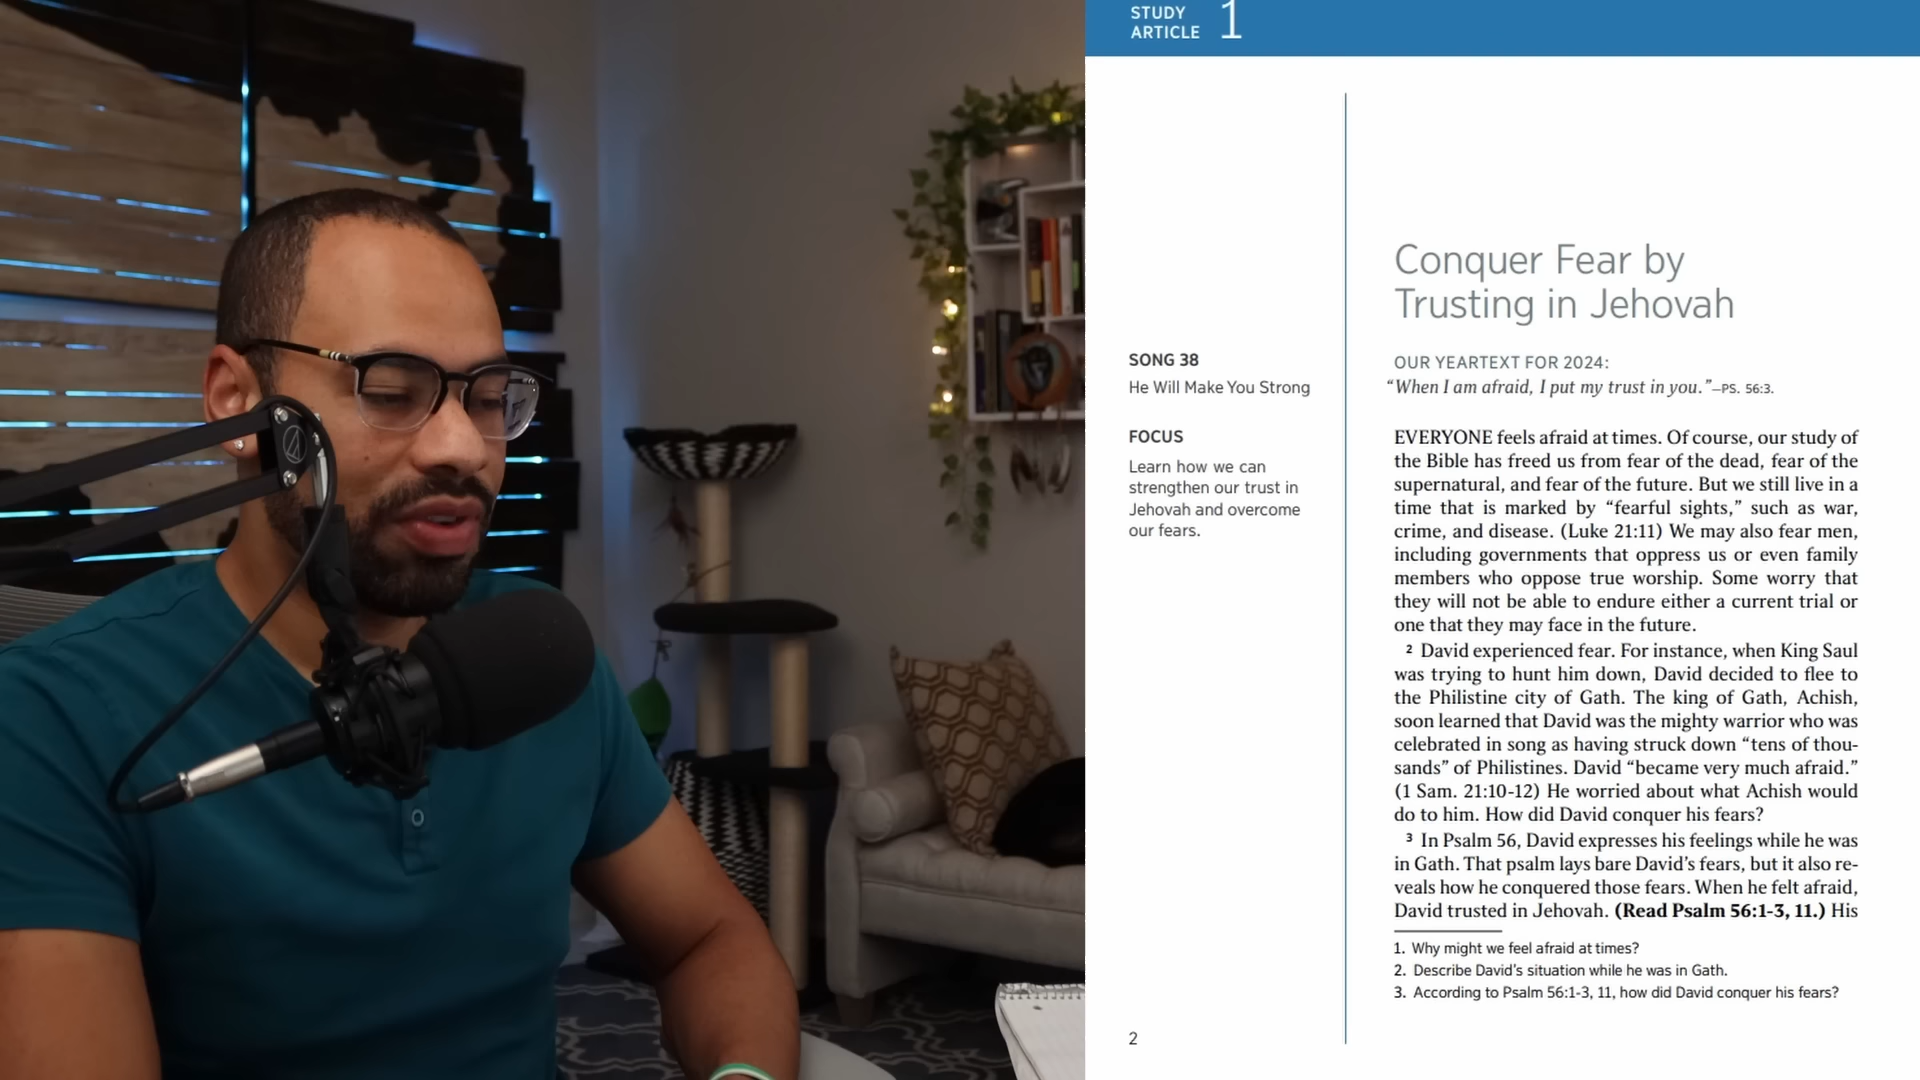 STUDY
ARTICLE 1
Conquer Fear by
Trusting in Jehovah
SONG 38
He Will Make You Strong
FOCUS
Learn how we can
strengthen our trust in
Jehovah and overcome
our fears.
OUR YEARTEXT FOR 2024:
“When I am afraid, I put my trust in you.”—PS. 56:3.
EVERYONE feels afraid at times. Of course, our study of
the Bible has freed us from fear of the dead, fear of the
supernatural, and fear of the future. But we still live in a
time that is marked by “fearful sights,” such as war,
crime, and disease. (Luke 21:11) We may also fear men,
including governments that oppress us or even family
members who oppose true worship. Some worry that
they will not be able to endure either a current trial or
one that they may face in the future.
2 David experienced fear. For instance, when King Saul
was trying to hunt him down, David decided to flee to
the Philistine city of Gath. The king of Gath, Achish,
soon learned that David was the mighty warrior who was
celebrated in song as having struck down “tens of thou-
sands” of Philistines. David “became very much afraid.”
(1 Sam. 21:10-12) He worried about what Achish would
do to him. How did David conquer his fears?
3 In Psalm 56, David expresses his feelings while he was
in Gath. That psalm lays bare David’s fears, but it also re-
veals how he conquered those fears. When he felt afraid,
David trusted in Jehovah. (Read Psalm 56:1-3, 11.) His
1. Why might we feel afraid at times?
2. Describe David’s situation while he was in Gath.
3. According to Psalm 56:1-3, 11, how did David conquer his fears?
2